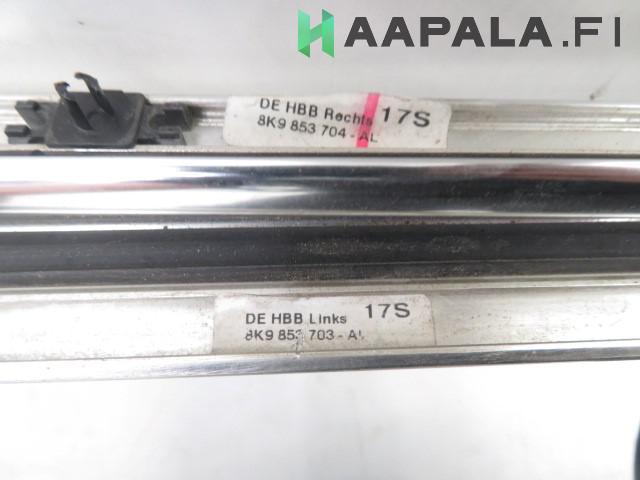 HAAPALA.FI
DE HBB Rechts 17S
8K9 853 704 - AL
DE HBB Links 17S
8K9 853 703 - AL